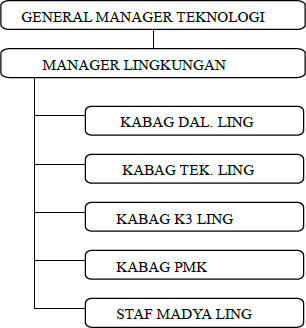 GENERAL MANAGER TEKNOLOGI
MANAGER LINGKUNGAN
KABAG DAL. LING
KABAG TEK. LING
KABAG K3 LING
KABAG PMK
STAF MADYA LING